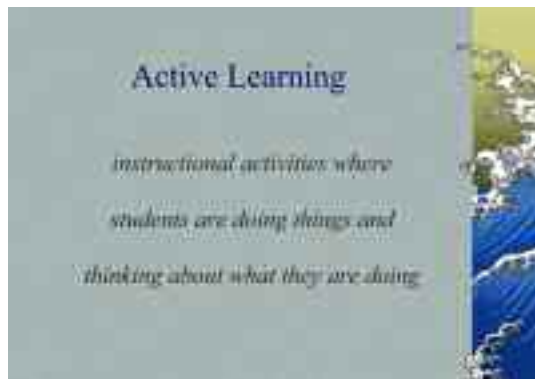 Active Learning
instructional activities where
students are doing things and
thinking about what they are doing